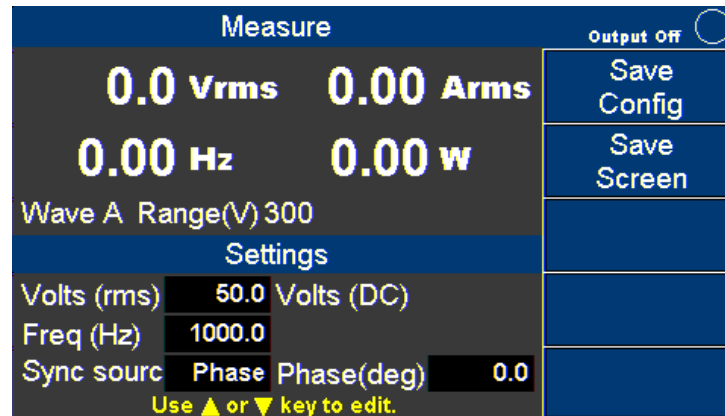 Measure
Output Off
0.0 Vrms 0.00 Arms
Save
Config
0.00 Hz 0.00 W
Save
Screen
Wave A Range(V) 300
Settings
Volts (rms) 50.0 Volts (DC)
Freq (Hz) 1000.0
Sync sourc Phase Phase(deg) 0.0
Use ▲ or ▼ key to edit.